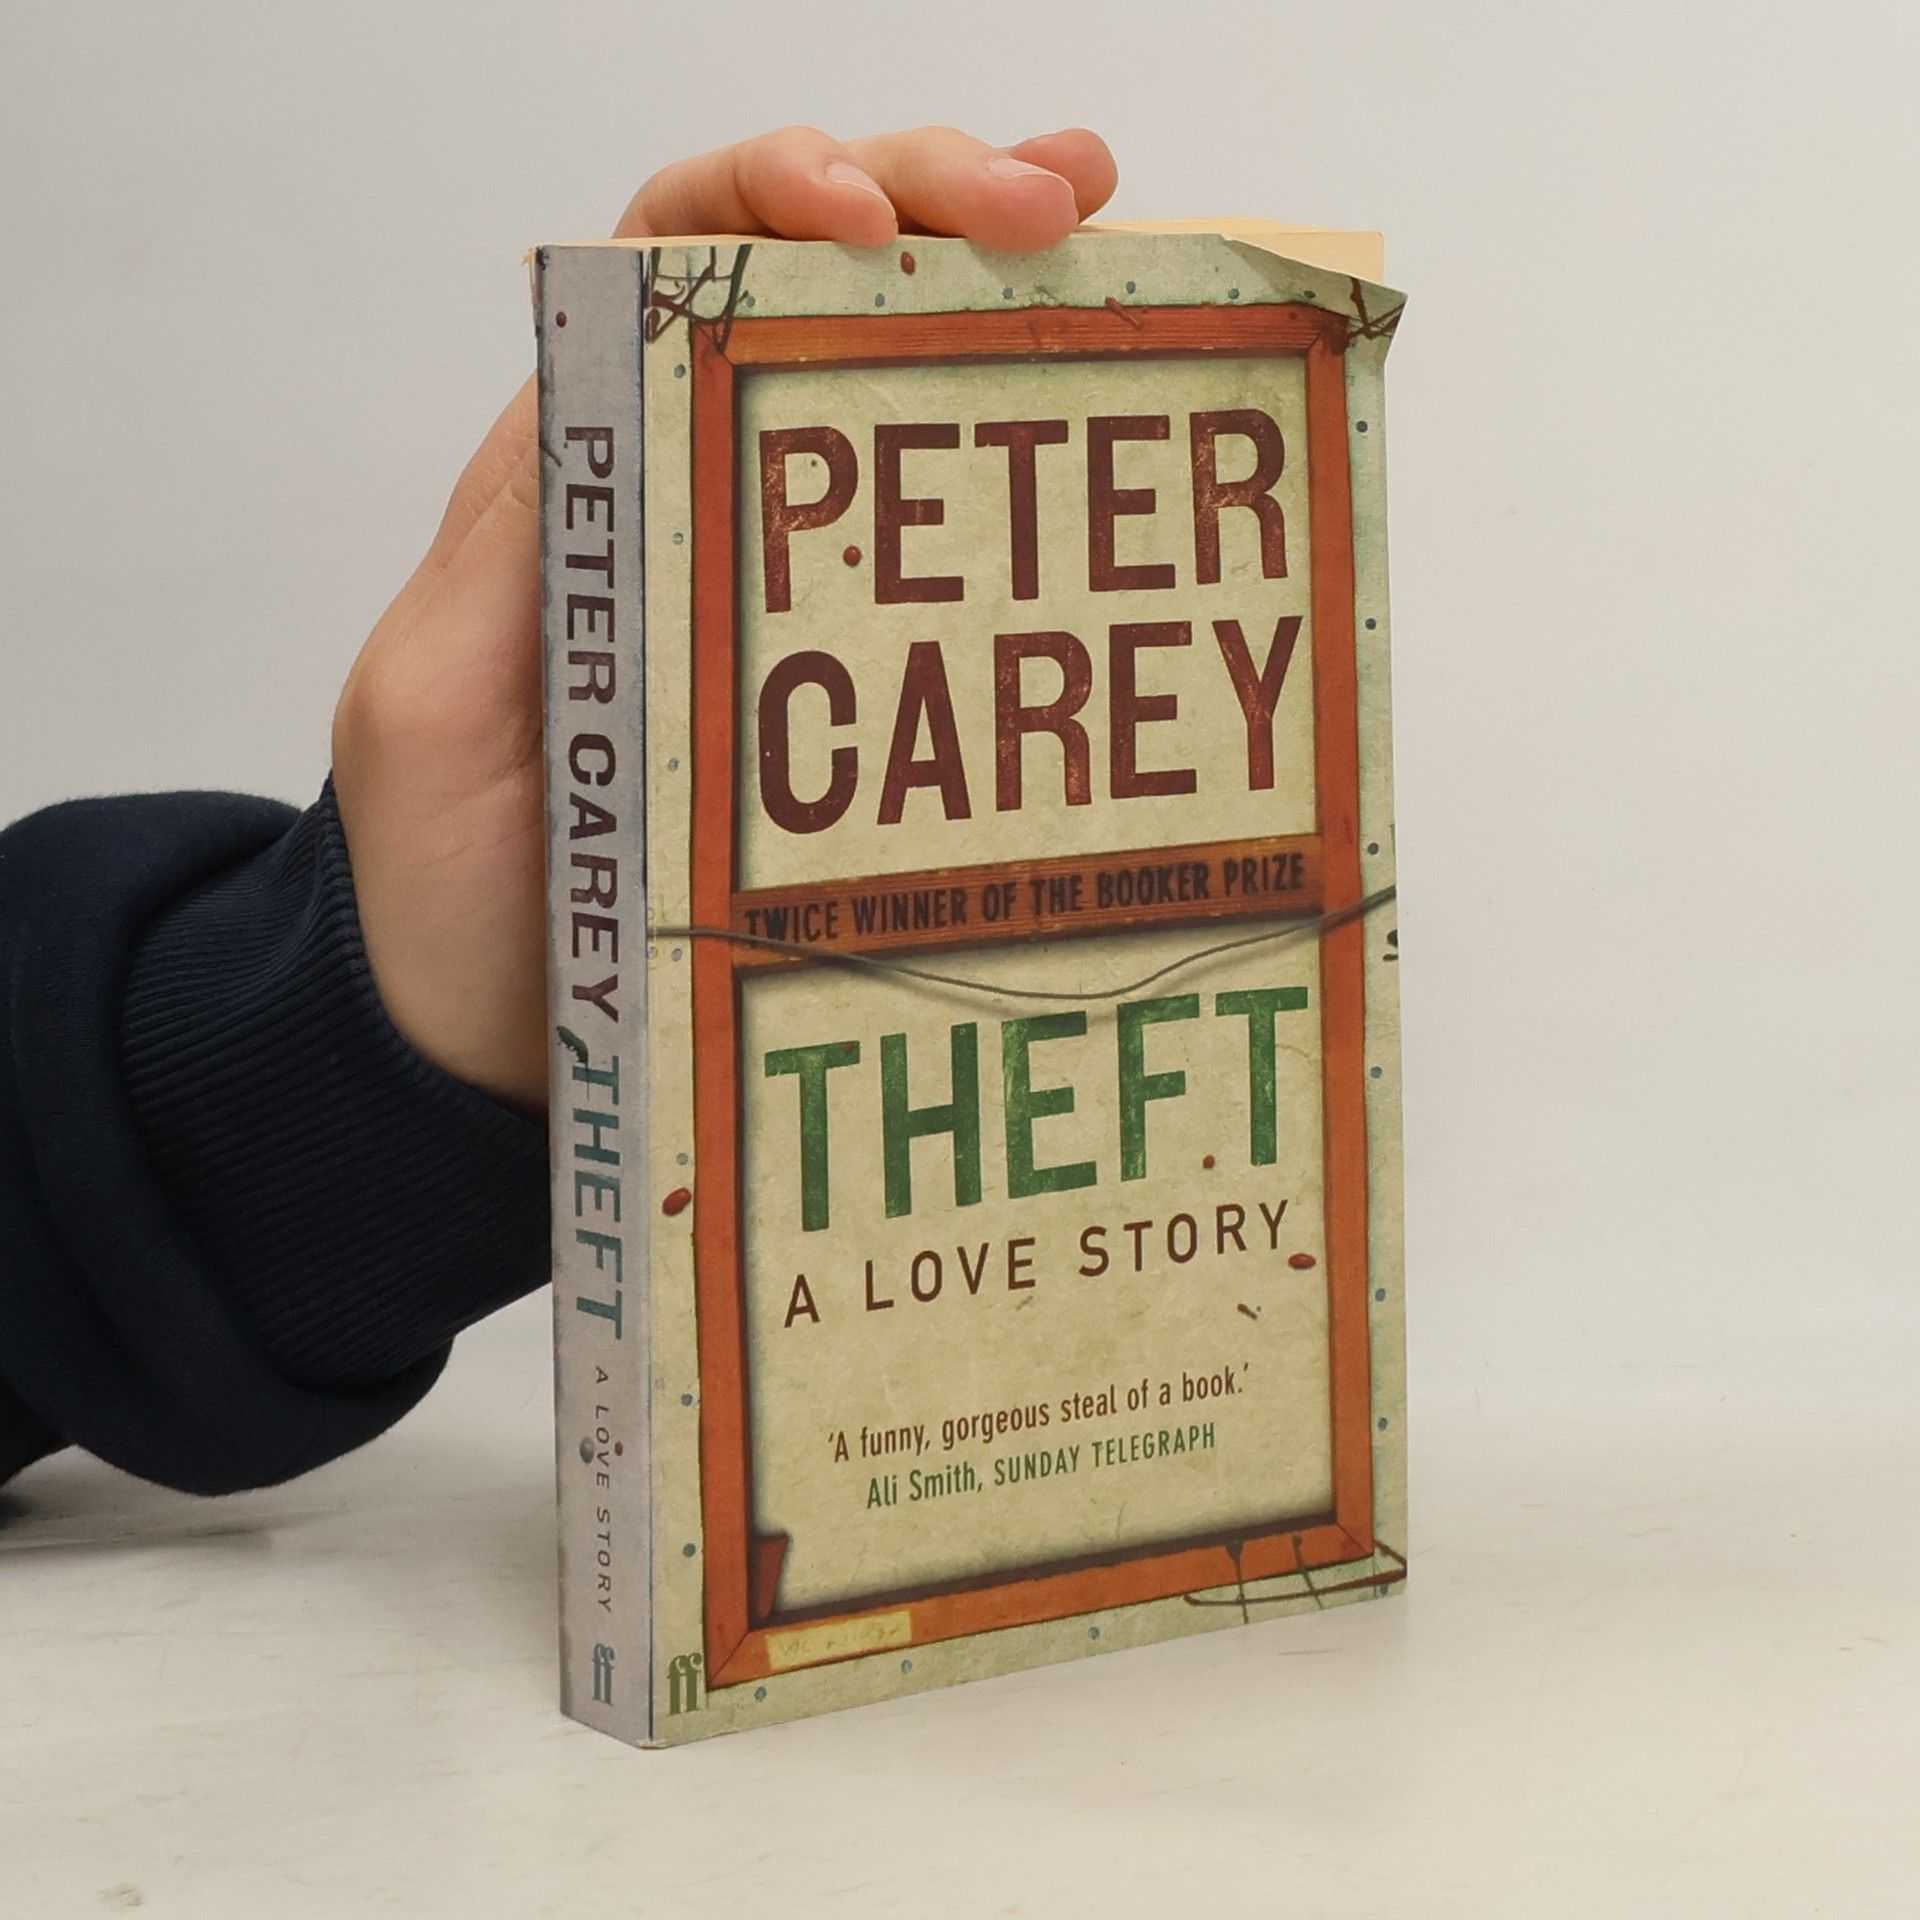 PETER CAREY THEFT A LOVE STORY ff
PETER
CAREY
TWICE WINNER OF THE BOOKER PRIZE
THEFT
A LOVE STORY
'A funny, gorgeous steal of a book.'
Ali Smith, SUNDAY TELEGRAPH
ff